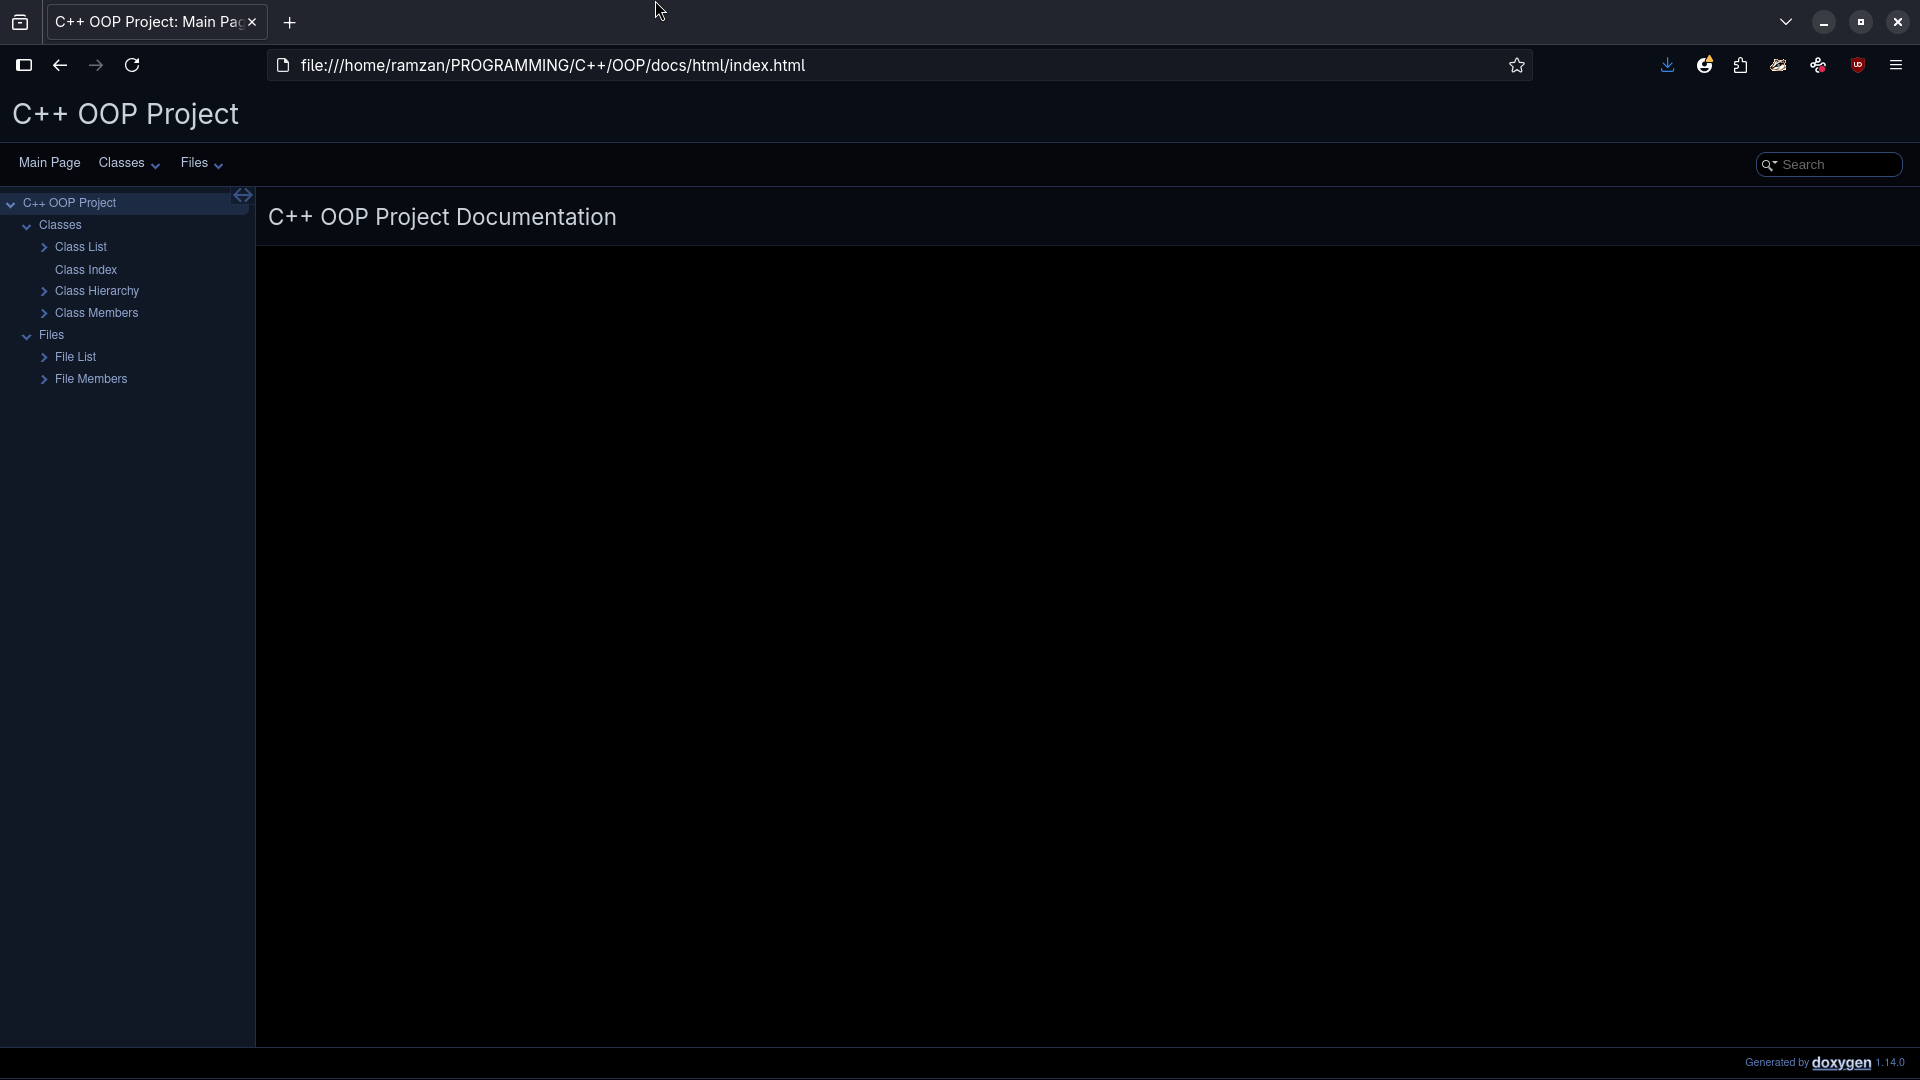 C++ OOP Project: Main Pag
file:///home/ramzan/PROGRAMMING/C++/OOP/docs/html/index.html
C++ OOP Project
Main Page Classes Files Search
C++ OOP Project
Classes
Class List
Class Index
Class Hierarchy
Class Members
Files
File List
File Members
C++ OOP Project Documentation
Generated by doxygen 1.14.0